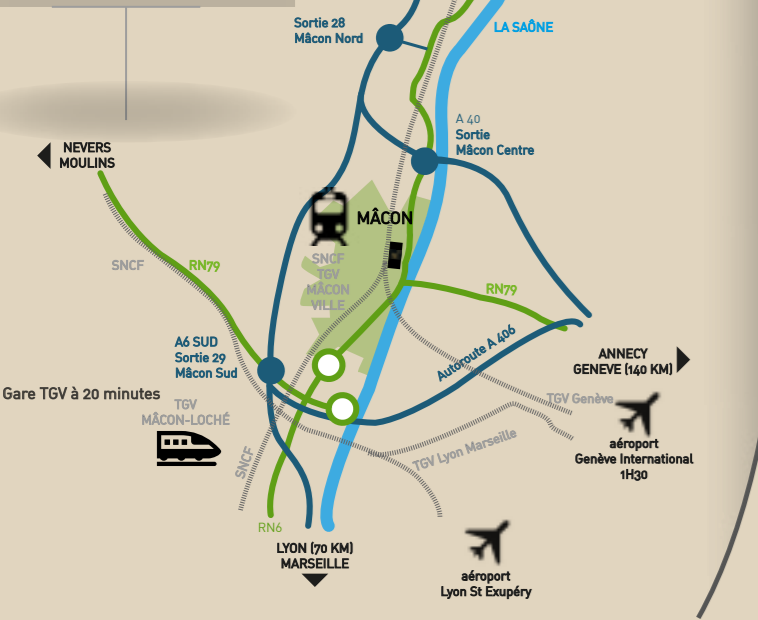 Sortie 28
Mâcon Nord
LA SAÔNE
A 40
Sortie
Mâcon Centre
NEVERS
MOULINS
MÂCON
SNCF
RN79
SNCF
TGV
MÂCON
VILLE
RN79
A6 SUD
Sortie 29
Mâcon Sud
Autoroute A 406
ANNECY
GENEVE (140 KM)
Gare TGV à 20 minutes
TGV
MÂCON-LOCHÉ
TGV Genève
aéroport
Genève International
1H30
TGV Lyon Marseille
SNCF
RN6
LYON (70 KM)
MARSEILLE
aéroport
Lyon St Exupéry